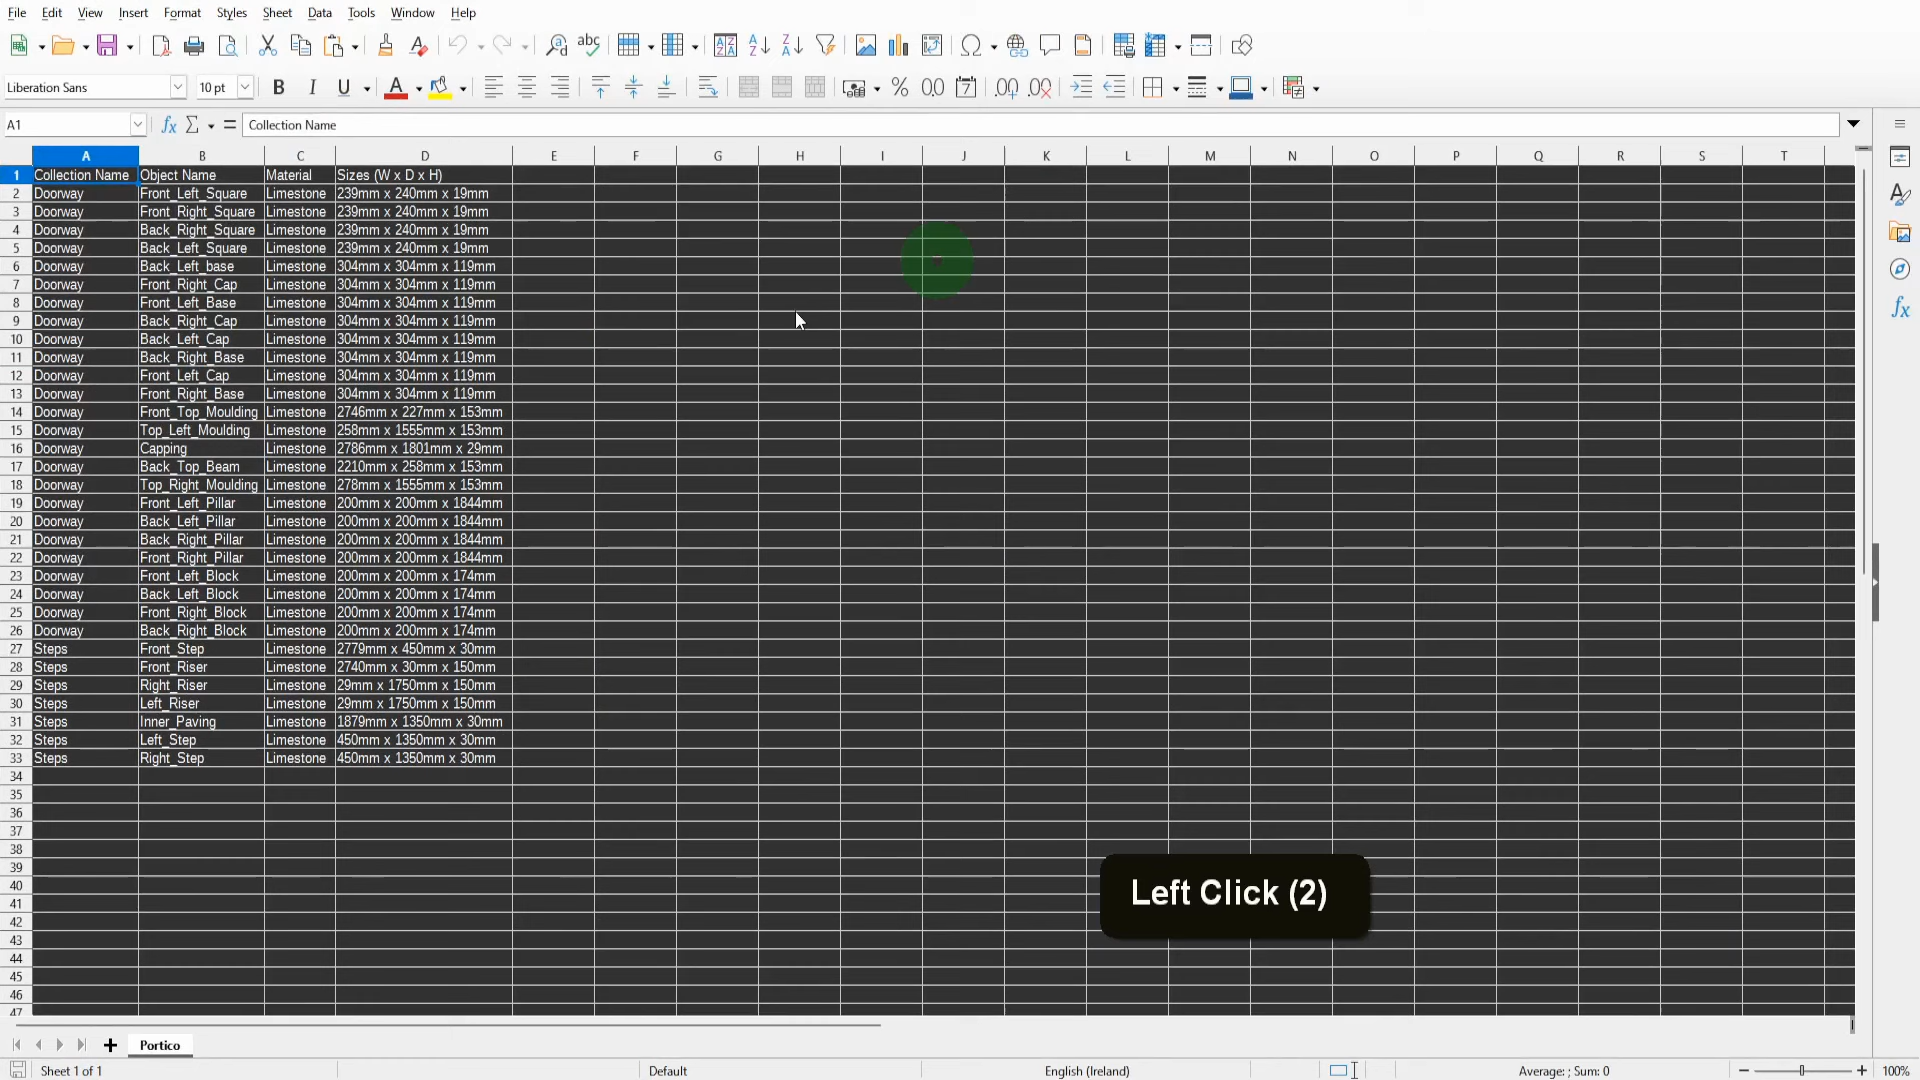 File Edit View Insert Format Styles Sheet Data Tools Window Help
Liberation Sans 10 pt
A1 Collection Name
A B C D E F G H I J K L M N O P Q R S T
1 Collection Name Object Name Material Sizes (W x D x H)
2 Doorway Front_Left_Square Limestone 239mm x 240mm x 19mm
3 Doorway Front_Right_Square Limestone 239mm x 240mm x 19mm
4 Doorway Back_Right_Square Limestone 239mm x 240mm x 19mm
5 Doorway Back_Left_Square Limestone 239mm x 240mm x 19mm
6 Doorway Back_Left_base Limestone 304mm x 304mm x 119mm
7 Doorway Front_Right_Cap Limestone 304mm x 304mm x 119mm
8 Doorway Front_Left_Base Limestone 304mm x 304mm x 119mm
9 Doorway Back_Right_Cap Limestone 304mm x 304mm x 119mm
10 Doorway Back_Left_Cap Limestone 304mm x 304mm x 119mm
11 Doorway Back_Right_Base Limestone 304mm x 304mm x 119mm
12 Doorway Front_Left_Cap Limestone 304mm x 304mm x 119mm
13 Doorway Front_Right_Base Limestone 304mm x 304mm x 119mm
14 Doorway Front_Top_Moulding Limestone 2746mm x 227mm x 153mm
15 Doorway Top_Left_Moulding Limestone 258mm x 1555mm x 153mm
16 Doorway Capping Limestone 2786mm x 1801mm x 29mm
17 Doorway Back_Top_Beam Limestone 2210mm x 258mm x 153mm
18 Doorway Top_Right_Moulding Limestone 278mm x 1555mm x 153mm
19 Doorway Front_Left_Pillar Limestone 200mm x 200mm x 1844mm
20 Doorway Back_Left_Pillar Limestone 200mm x 200mm x 1844mm
21 Doorway Back_Right_Pillar Limestone 200mm x 200mm x 1844mm
22 Doorway Front_Right_Pillar Limestone 200mm x 200mm x 1844mm
23 Doorway Front_Left_Block Limestone 200mm x 200mm x 174mm
24 Doorway Back_Left_Block Limestone 200mm x 200mm x 174mm
25 Doorway Front_Right_Block Limestone 200mm x 200mm x 174mm
26 Doorway Back_Right_Block Limestone 200mm x 200mm x 174mm
27 Steps Front_Step Limestone 2779mm x 450mm x 30mm
28 Steps Front_Riser Limestone 2740mm x 30mm x 150mm
29 Steps Right_Riser Limestone 29mm x 1750mm x 150mm
30 Steps Left_Riser Limestone 29mm x 1750mm x 150mm
31 Steps Inner_Paving Limestone 1879mm x 1350mm x 30mm
32 Steps Left_Step Limestone 450mm x 1350mm x 30mm
33 Steps Right_Step Limestone 450mm x 1350mm x 30mm
34
35
36
37
38
39
40
41
42
43
44
45
46
47
Left Click (2)
Portico
Sheet 1 of 1 Default English (Ireland) Average: ; Sum: 0 100%